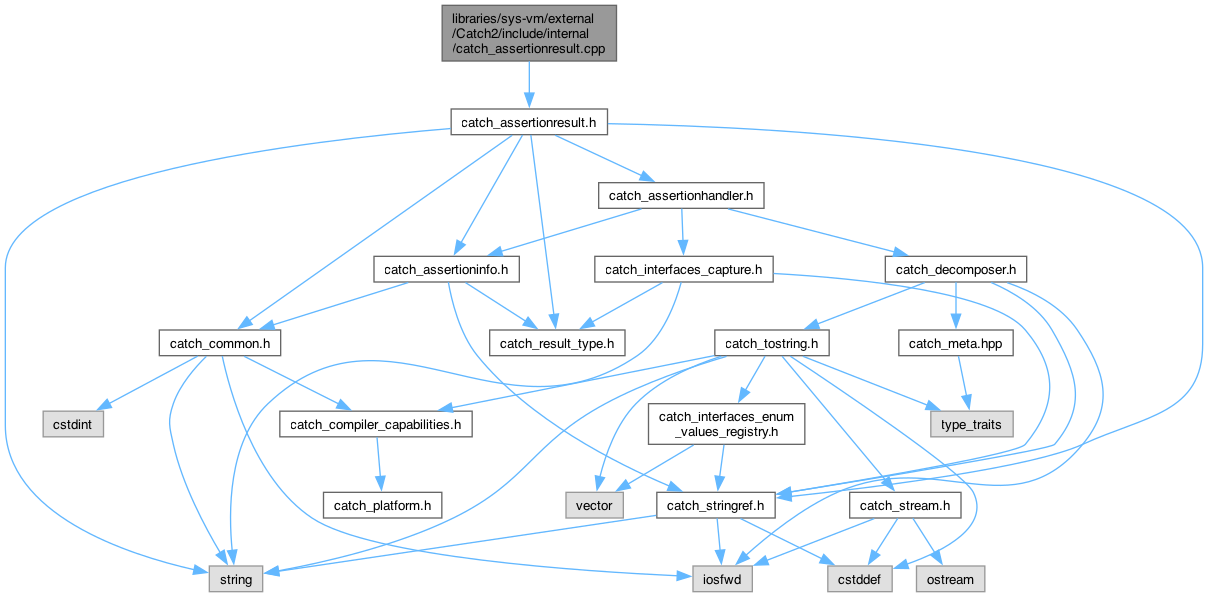 libraries/sys-vm/external
/Catch2/include/internal
/catch_assertionresult.cpp
catch_assertionresult.h
catch_assertionhandler.h
catch_assertioninfo.h
catch_interfaces_capture.h
catch_decomposer.h
catch_common.h
catch_result_type.h
catch_tostring.h
catch_meta.hpp
cstdint
catch_compiler_capabilities.h
catch_interfaces_enum
_values_registry.h
type_traits
catch_platform.h
vector
catch_stringref.h
catch_stream.h
string
iosfwd
cstddef
ostream